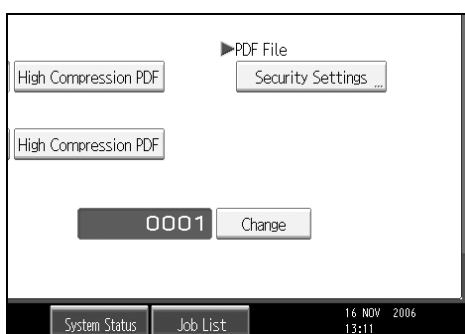 ▶PDF File
High Compression PDF
Security Settings ...
High Compression PDF
0001
Change
System Status
Job List
16 NOV 2006
13:11